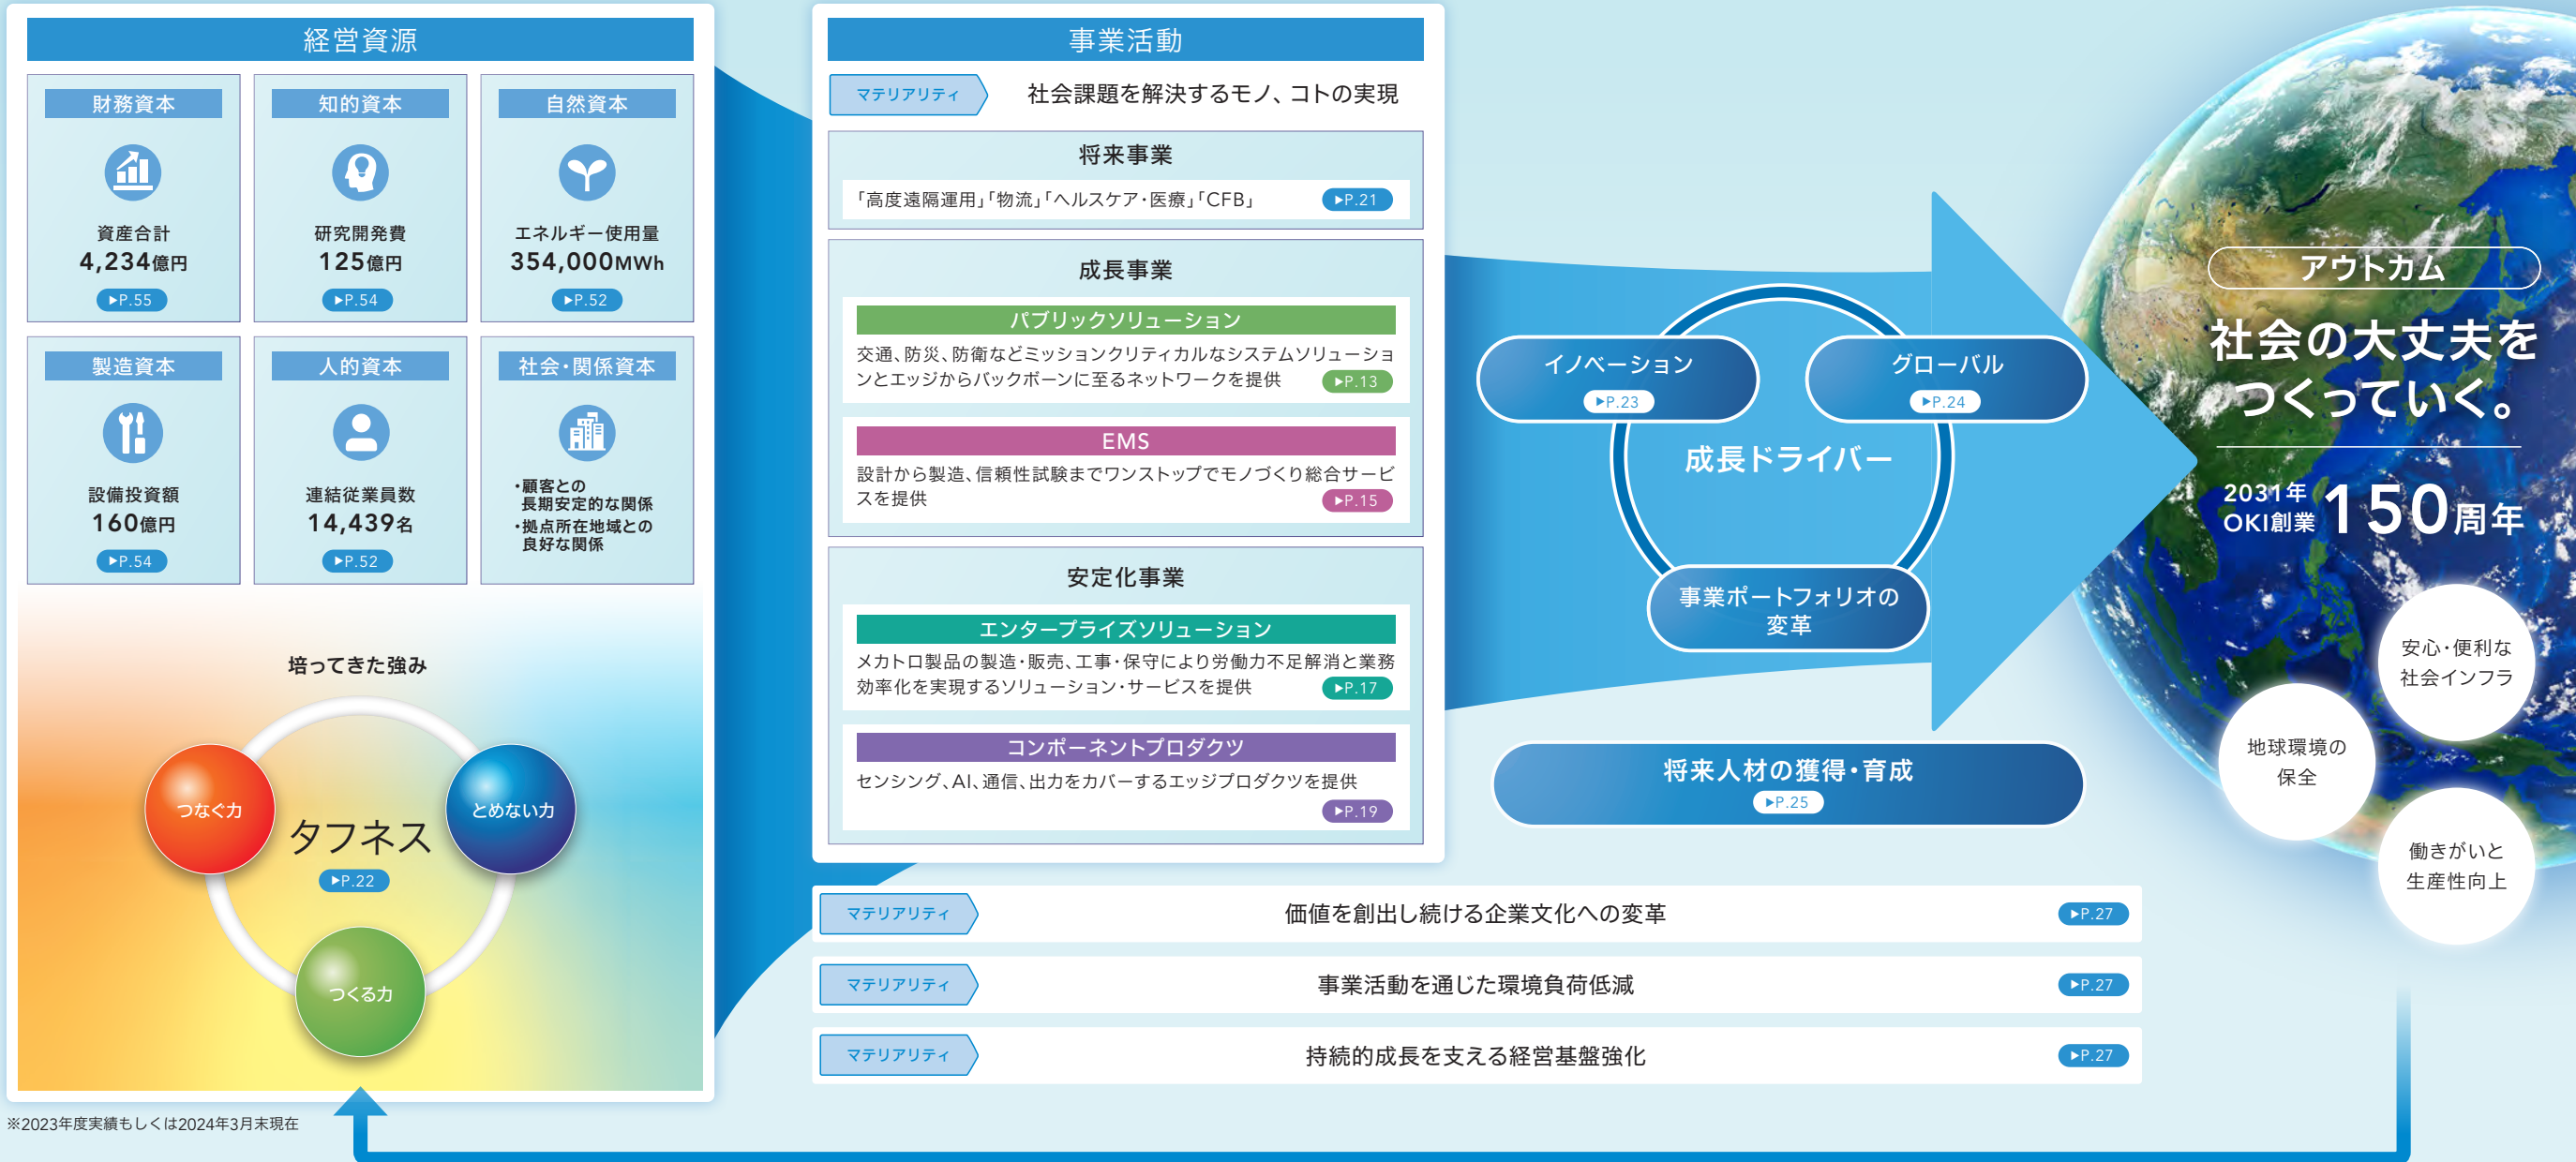 経営資源
財務資本
資産合計
4,234億円
▶P.55
知的資本
研究開発費
125億円
▶P.54
自然資本
エネルギー使用量
354,000MWh
▶P.52
製造資本
設備投資額
160億円
▶P.54
人的資本
連結従業員数
14,439名
▶P.52
社会・関係資本
・顧客との
長期安定的な関係
・拠点所在地域との
良好な関係
培ってきた強み
つなぐ力
とめない力
タフネス
▶P.22
つくる力
※2023年度実績もしくは2024年3月末現在
事業活動
マテリアリティ 社会課題を解決するモノ、コトの実現
将来事業
「高度遠隔運用」「物流」「ヘルスケア・医療」「CFB」 ▶P.21
成長事業
パブリックソリューション
交通、防災、防衛などミッションクリティカルなシステムソリューショ
ンとエッジからバックボーンに至るネットワークを提供 ▶P.13
EMS
設計から製造、信頼性試験までワンストップでモノづくり総合サービ
スを提供 ▶P.15
安定化事業
エンタープライズソリューション
メカトロ製品の製造・販売、工事・保守により労働力不足解消と業務
効率化を実現するソリューション・サービスを提供 ▶P.17
コンポーネントプロダクツ
センシング、AI、通信、出力をカバーするエッジプロダクツを提供
▶P.19
イノベーション
▶P.23
グローバル
▶P.24
成長ドライバー
事業ポートフォリオの
変革
将来人材の獲得・育成
▶P.25
マテリアリティ 価値を創出し続ける企業文化への変革 ▶P.27
マテリアリティ 事業活動を通じた環境負荷低減 ▶P.27
マテリアリティ 持続的成長を支える経営基盤強化 ▶P.27
アウトカム
社会の大丈夫を
つくっていく。
2031年
OKI創業 150周年
安心・便利な
社会インフラ
地球環境の
保全
働きがいと
生産性向上